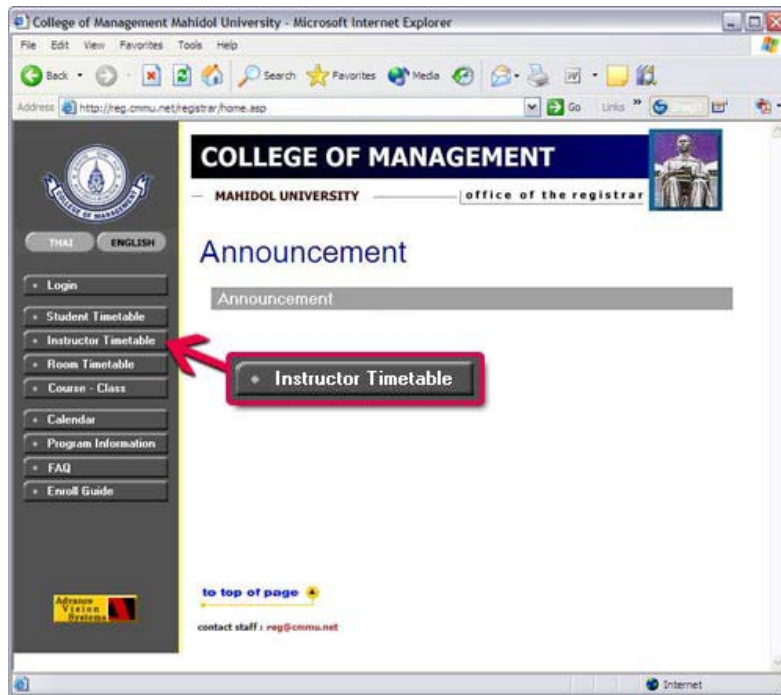 College of Management Mahidol University - Microsoft Internet Explorer
File Edit View Favorites Tools Help
Back Search Favorites Media
Address http://reg.cmmu.net/registrar/home.asp Go Links »
COLLEGE OF MANAGEMENT
MAHIDOL UNIVERSITY office of the registrar
COLLEGE OF MANAGEMENT
THAI ENGLISH
Announcement
Announcement
Login
Student Timetable
Instructor Timetable
Room Timetable
Course - Class
Instructor Timetable
Calendar
Program Information
FAQ
Enroll Guide
Advance
Vision
Systems
to top of page
contact staff : reg@cmmu.net
Internet